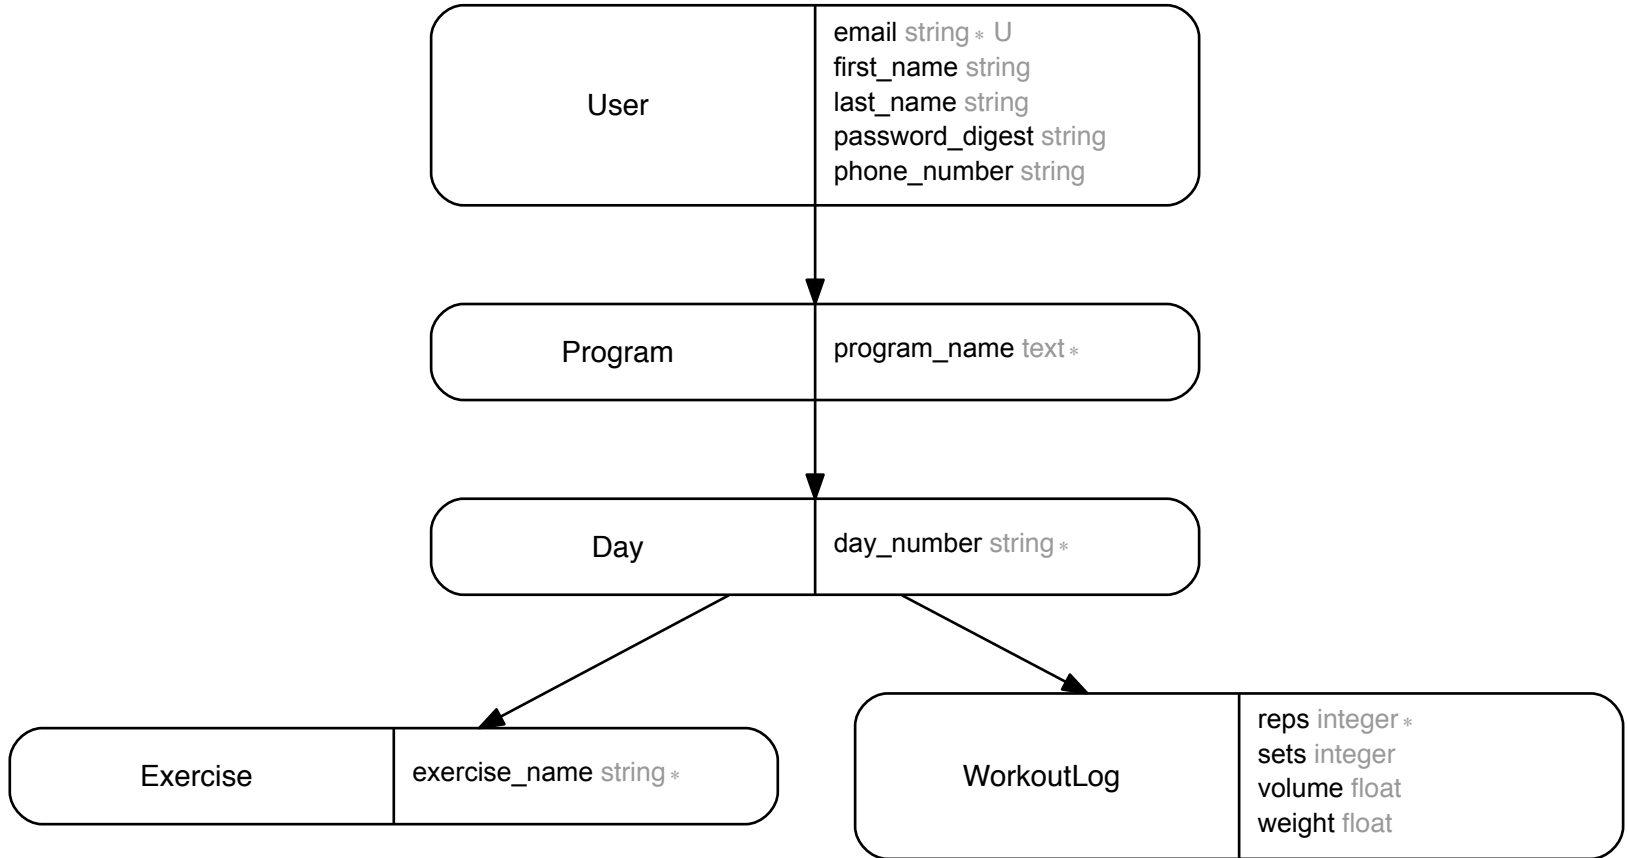 User
email string * U
first_name string
last_name string
password_digest string
phone_number string
Program
program_name text *
Day
day_number string *
Exercise
exercise_name string *
WorkoutLog
reps integer *
sets integer
volume float
weight float